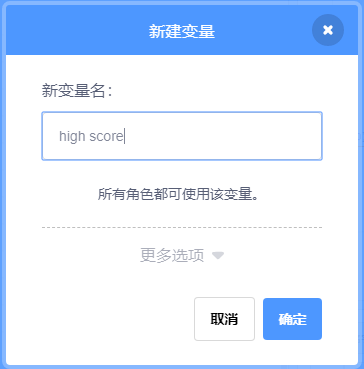 新建变量
新变量名：
high score
所有角色都可使用该变量。
更多选项
取消 确定